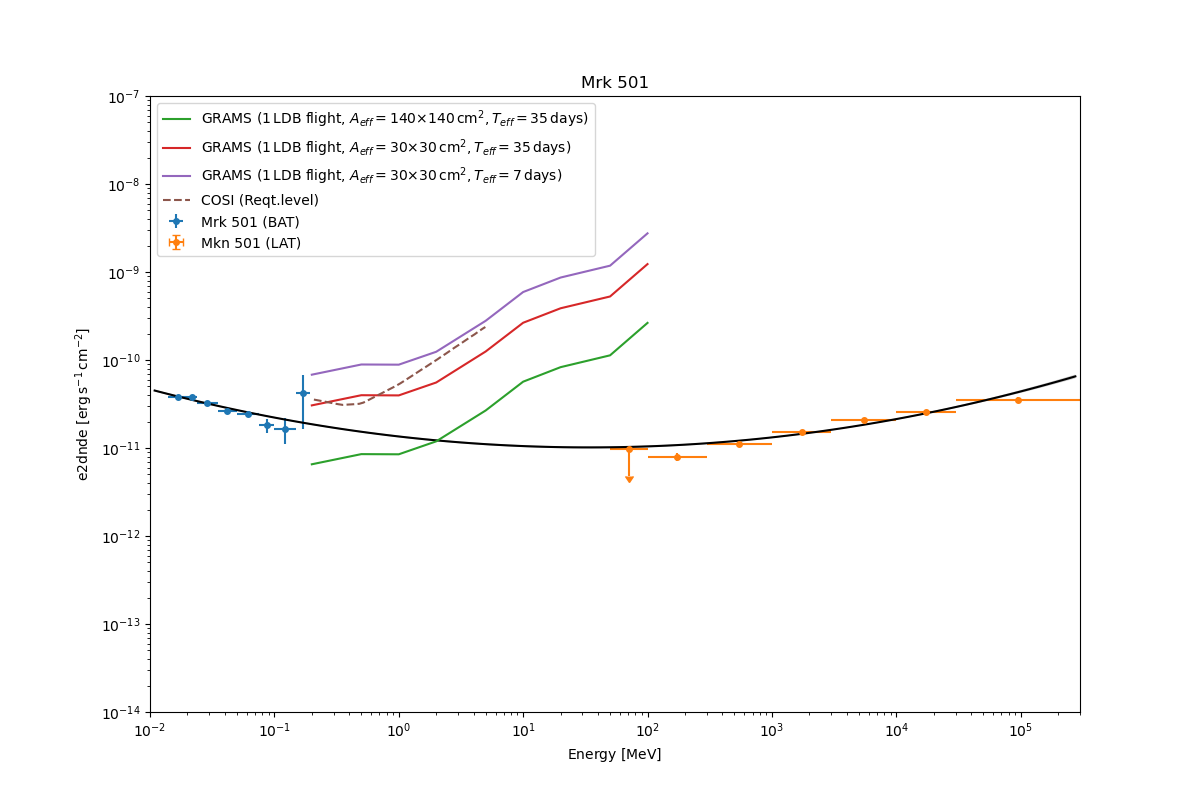 Mrk 501
10⁻⁷
10⁻⁸
10⁻⁹
10⁻¹⁰
10⁻¹¹
10⁻¹²
10⁻¹³
10⁻¹⁴
e2dnde [erg s⁻¹ cm⁻²]
GRAMS (1 LDB flight, A_eff = 140×140 cm², T_eff = 35 days)
GRAMS (1 LDB flight, A_eff = 30×30 cm², T_eff = 35 days)
GRAMS (1 LDB flight, A_eff = 30×30 cm², T_eff = 7 days)
COSI (Reqt.level)
Mrk 501 (BAT)
Mkn 501 (LAT)
10⁻² 10⁻¹ 10⁰ 10¹ 10² 10³ 10⁴ 10⁵
Energy [MeV]